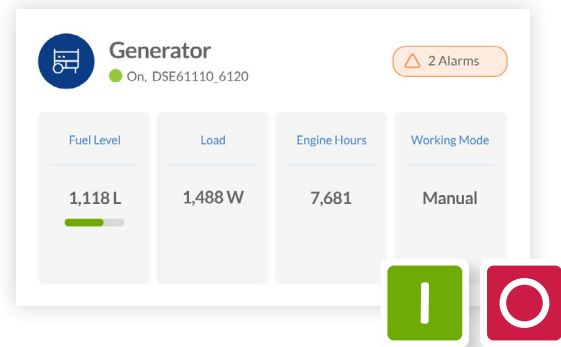 Generator
On, DSE61110_6120
2 Alarms
Fuel Level
Load
Engine Hours
Working Mode
1,118 L
1,488 W
7,681
Manual